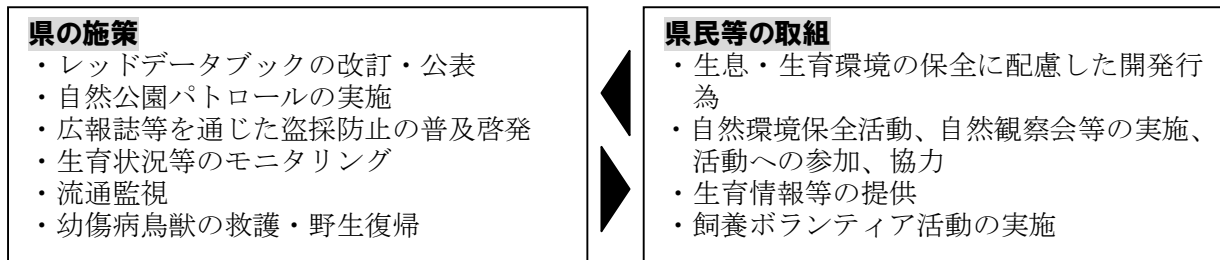 県の施策
・レッドデータブックの改訂・公表
・自然公園パトロールの実施
・広報誌等を通じた盗採防止の普及啓発
・生育状況等のモニタリング
・流通監視
・幼傷病鳥獣の救護・野生復帰
県民等の取組
・生息・生育環境の保全に配慮した開発行
為
・自然環境保全活動、自然観察会等の実施、
活動への参加、協力
・生育情報等の提供
・飼養ボランティア活動の実施